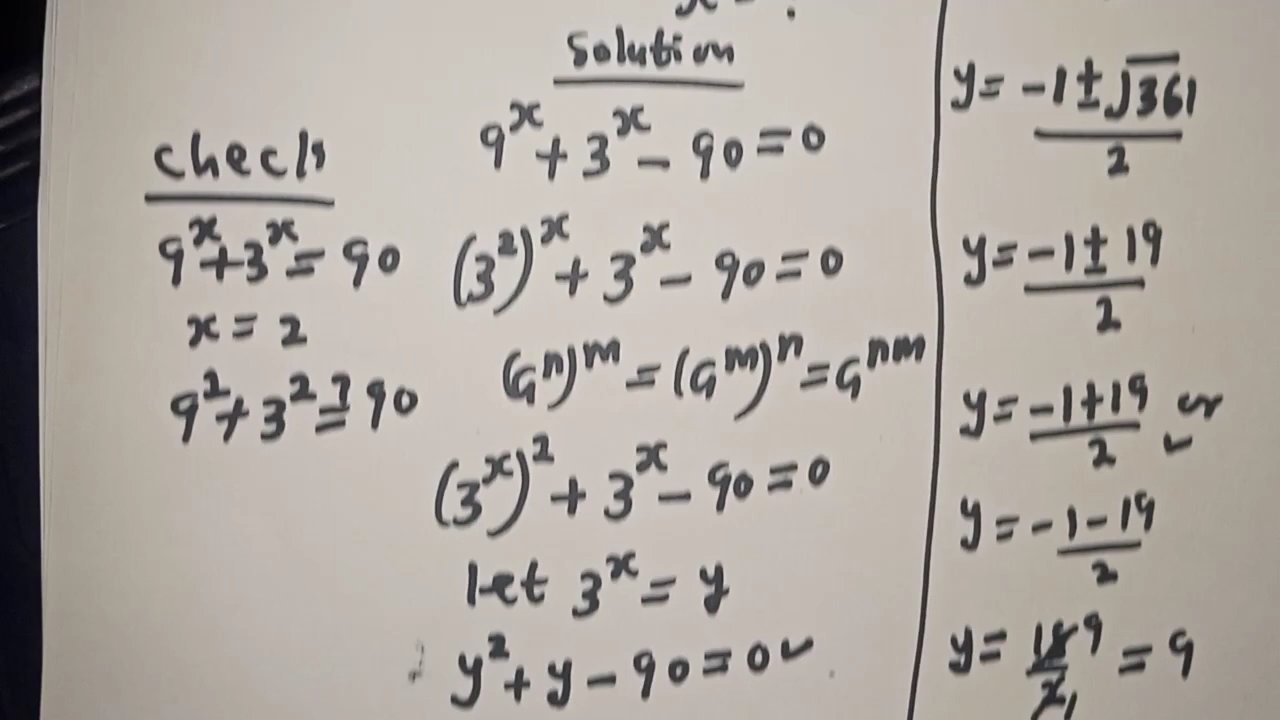 Check
9^x + 3^x = 90
x = 2
9^2 + 3^2 =? 90
Solution
9^x + 3^x - 90 = 0
(3^2)^x + 3^x - 90 = 0
(a^n)^m = (a^m)^n = a^nm
(3^x)^2 + 3^x - 90 = 0
let 3^x = y
y^2 + y - 90 = 0 ✓
y = (-1 ± √361)/2
y = (-1 ± 19)/2
y = (-1 + 19)/2 or ✓
y = (-1 - 19)/2
y = 18/2 9/1 = 9